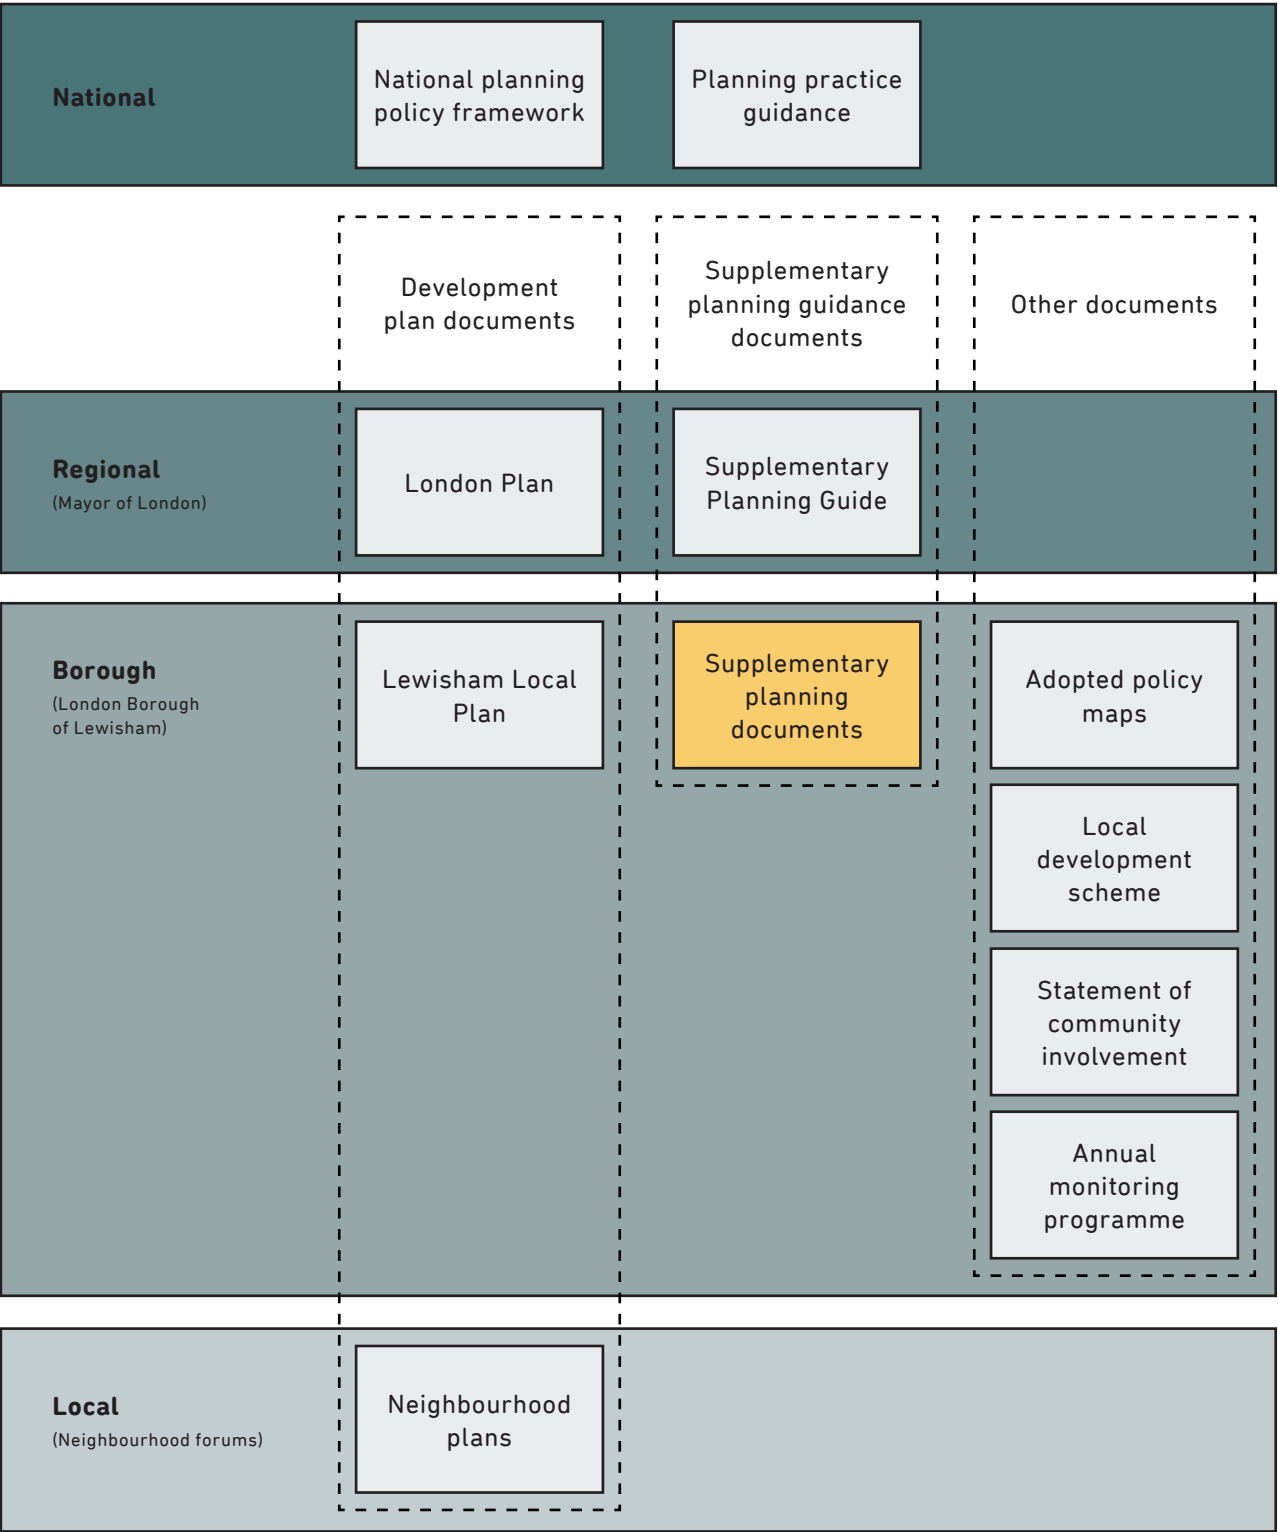 National
National planning
policy framework
Planning practice
guidance
Development
plan documents
Supplementary
planning guidance
documents
Other documents
Regional
(Mayor of London)
London Plan
Supplementary
Planning Guide
Borough
(London Borough
of Lewisham)
Lewisham Local
Plan
Supplementary
planning
documents
Adopted policy
maps
Local
development
scheme
Statement of
community
involvement
Annual
monitoring
programme
Local
(Neighbourhood forums)
Neighbourhood
plans